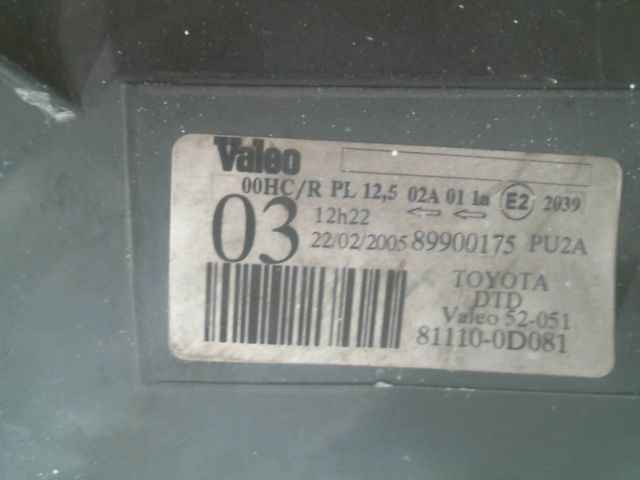 Valeo
00HC/R PL 12,5 02A 01 1a E2 2039
03 12h22
22/02/2005 89900175 PU2A
TOYOTA
DTD
Valeo 52-051
81110-0D081